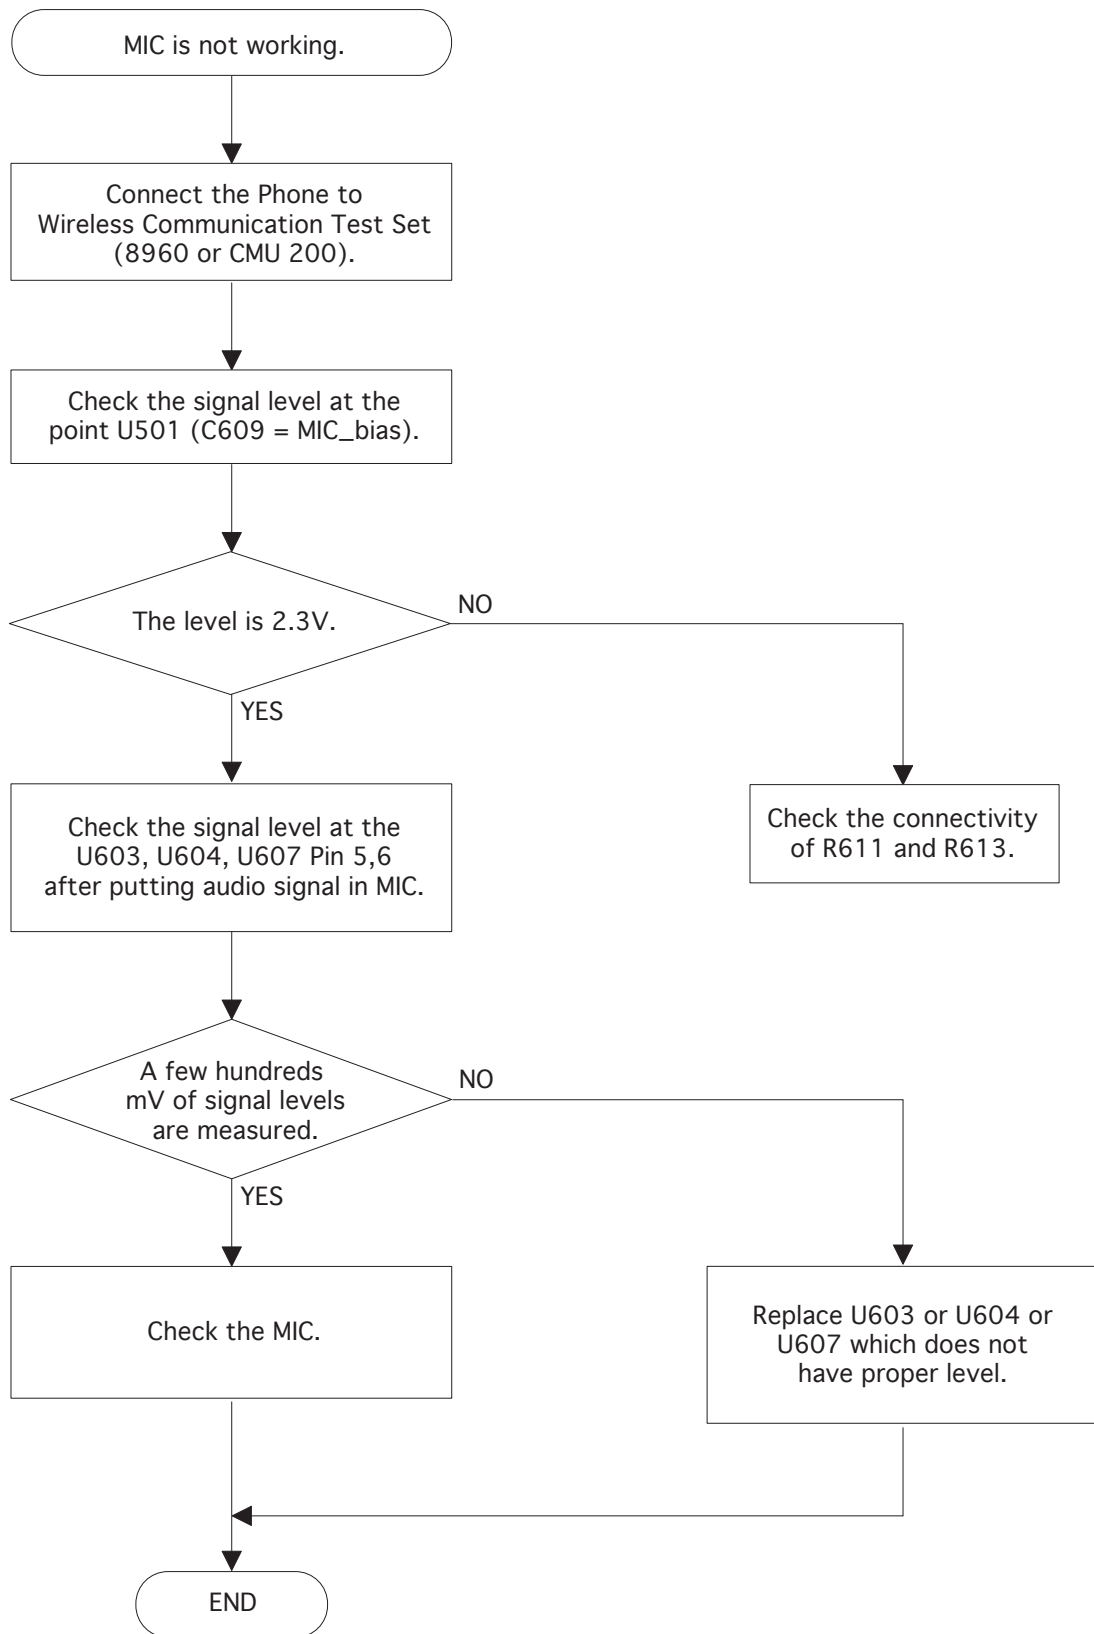 MIC is not working.
Connect the Phone to
Wireless Communication Test Set
(8960 or CMU 200).
Check the signal level at the
point U501 (C609 = MIC_bias).
The level is 2.3V.
NO
YES
Check the signal level at the
U603, U604, U607 Pin 5,6
after putting audio signal in MIC.
Check the connectivity
of R611 and R613.
A few hundreds
mV of signal levels
are measured.
NO
YES
Check the MIC.
Replace U603 or U604 or
U607 which does not
have proper level.
END